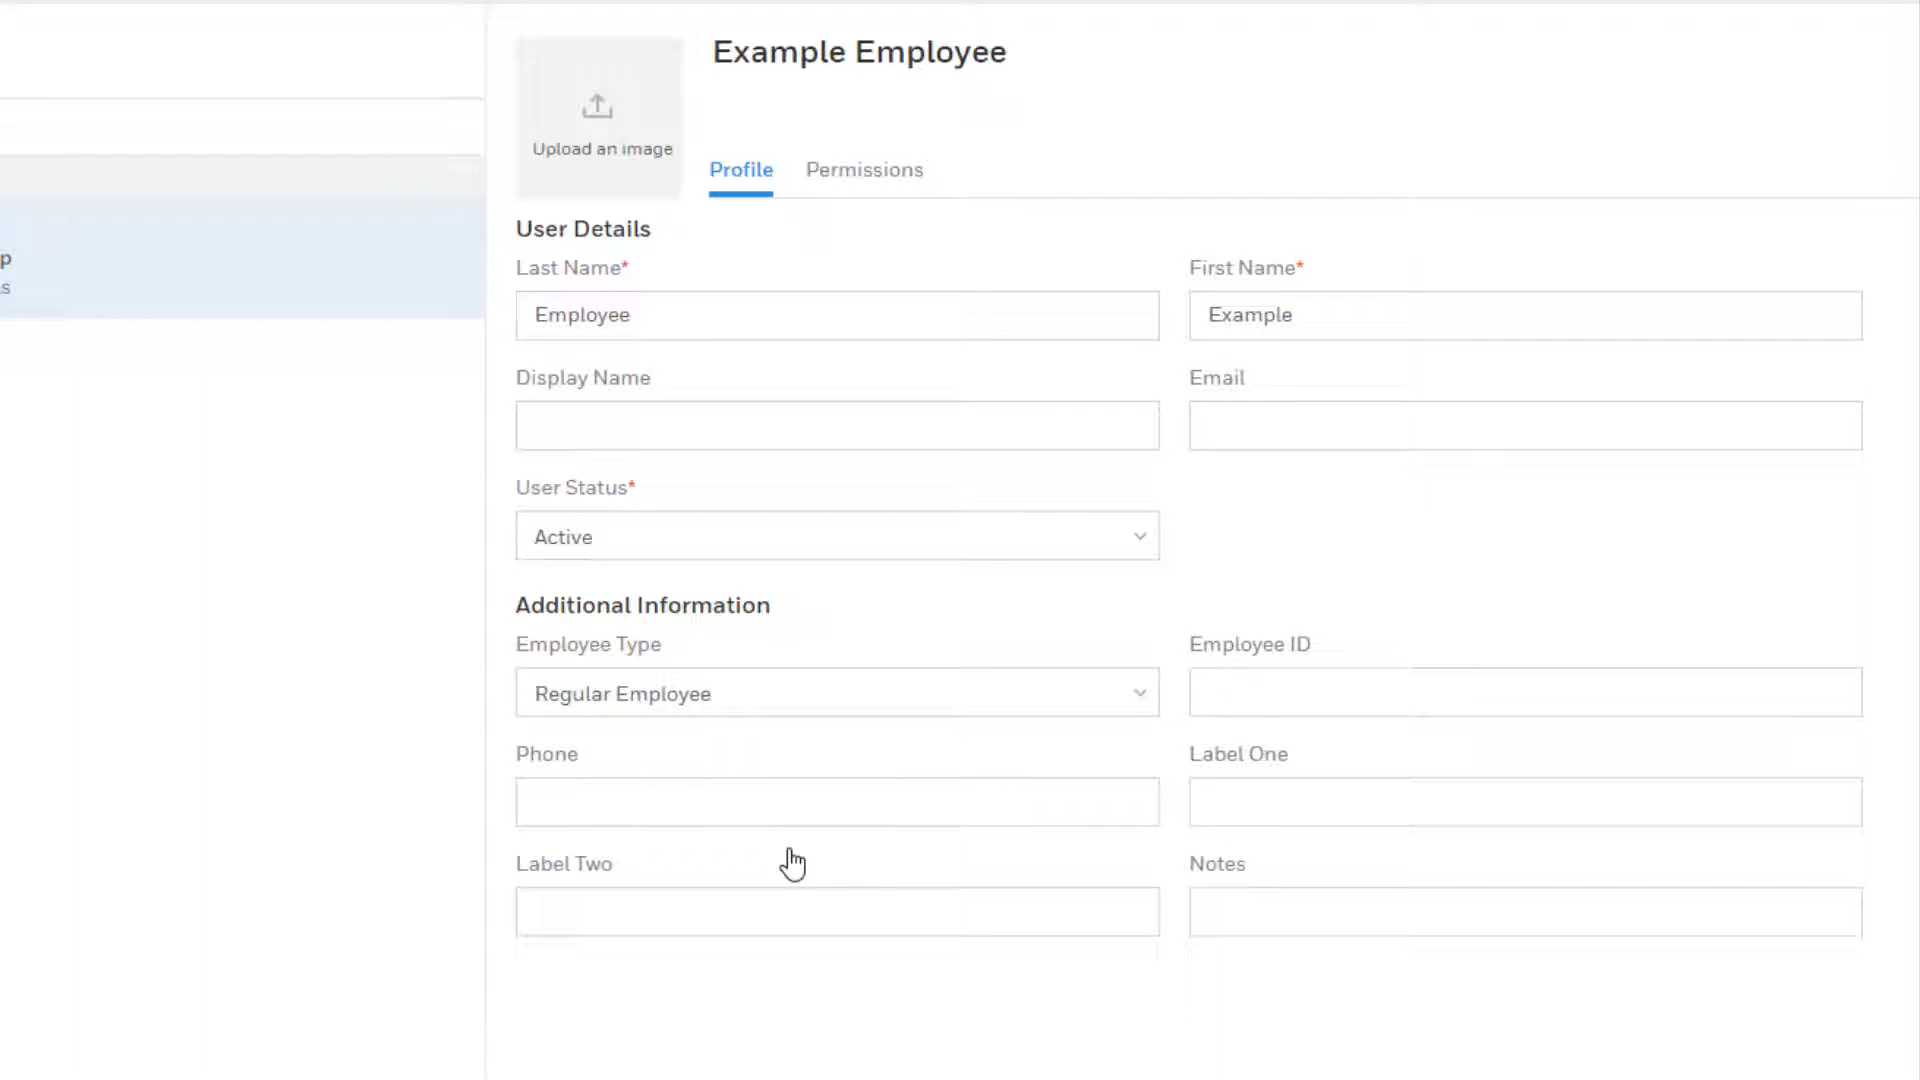 Example Employee
Upload an image
Profile Permissions
User Details
Last Name* First Name*
Employee Example
Display Name Email
User Status*
Active
Additional Information
Employee Type Employee ID
Regular Employee
Phone Label One
Label Two Notes
p
s